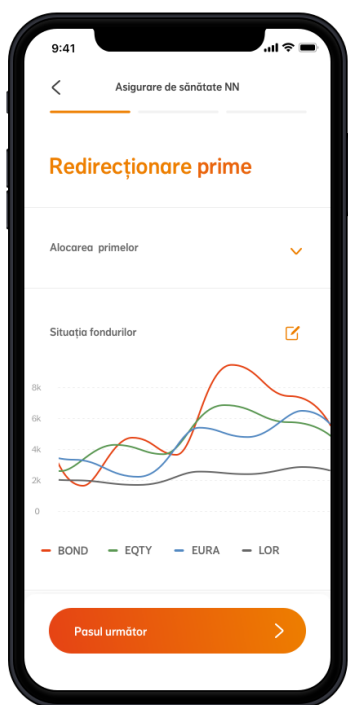 9:41
Asigurare de sănătate NN
Redirecționare prime
Alocarea primelor
Situația fondurilor
8k
6k
4k
2k
0
BOND EQTY EURA LOR
Pasul următor